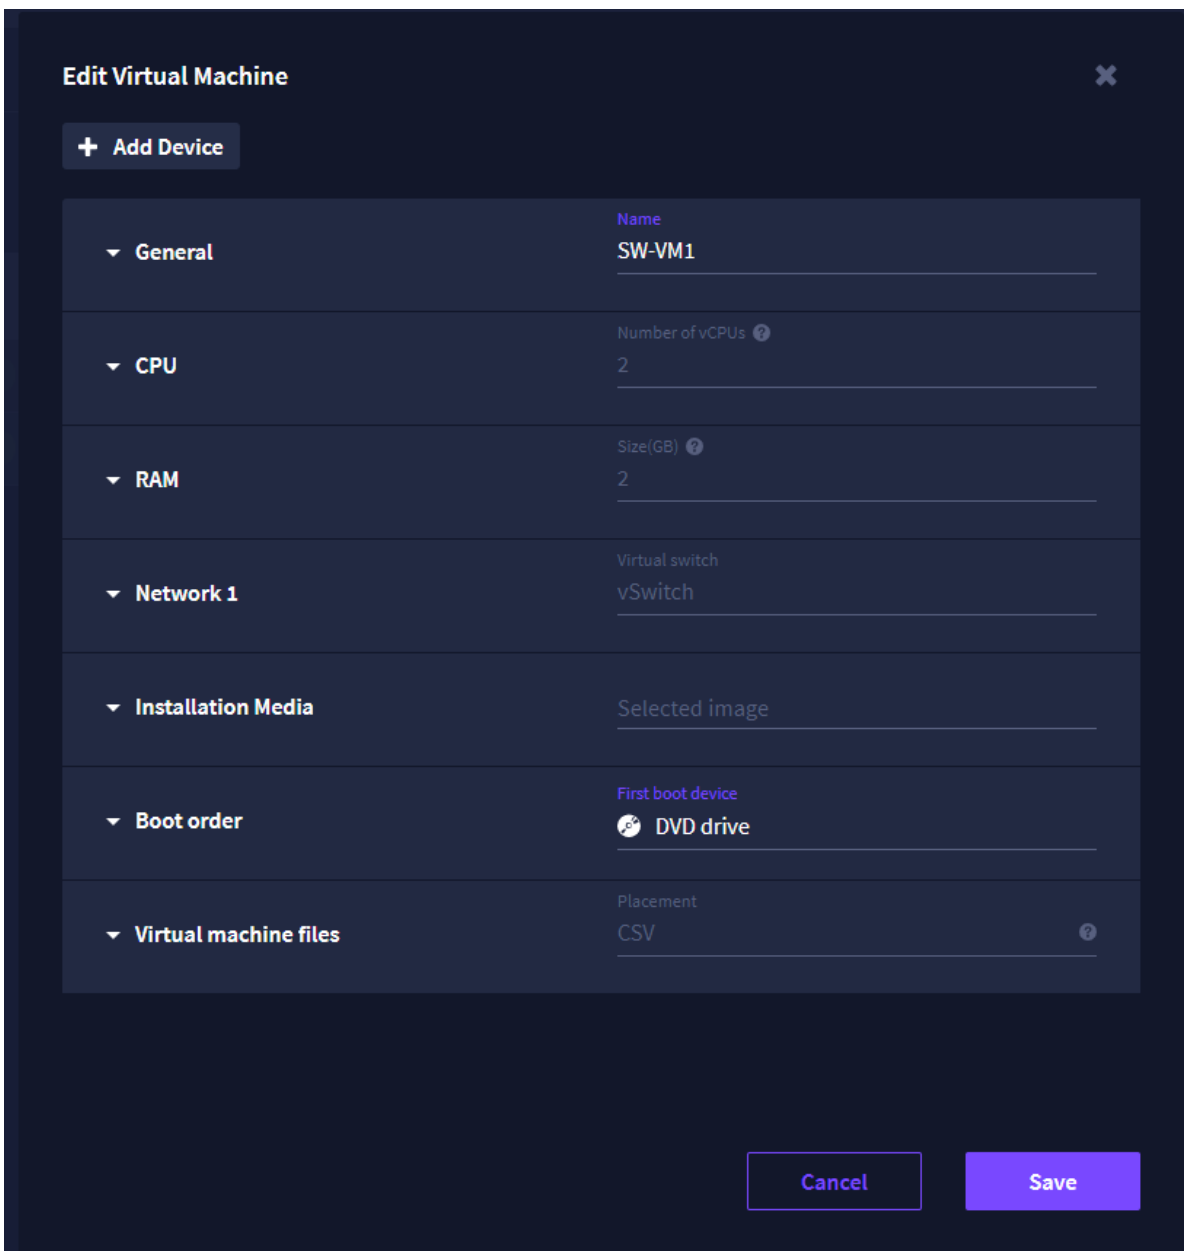 Edit Virtual Machine
Add Device
General
Name
SW-VM1
CPU
Number of vCPUs
2
RAM
Size(GB)
2
Network 1
Virtual switch
vSwitch
Installation Media
Selected image
Boot order
First boot device
DVD drive
Virtual machine files
Placement
CSV
Cancel
Save